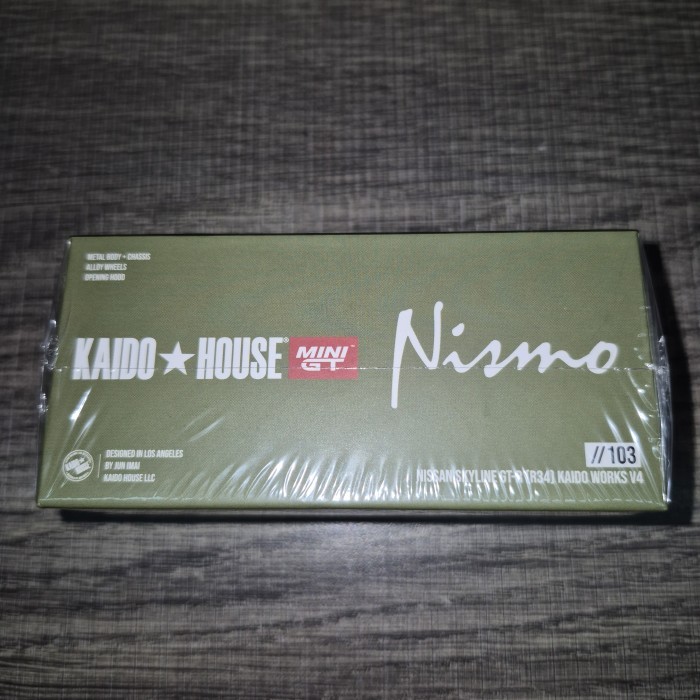 METAL BODY + CHASSIS
ALLOY WHEELS
OPENING HOOD
KAIDO★HOUSE® MINI GT™ Nismo
DESIGNED IN LOS ANGELES
BY JUN IMAI
KAIDO HOUSE LLC
//103
NISSAN SKYLINE GT-R (R34) KAIDO WORKS V4